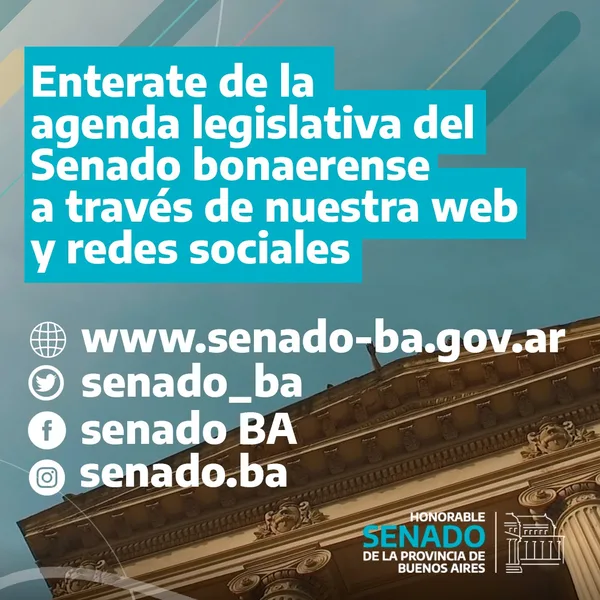 Enterate de la
agenda legislativa del
Senado bonaerense
a través de nuestra web
y redes sociales
www.senado-ba.gov.ar
senado_ba
senado BA
senado.ba
HONORABLE
SENADO
DE LA PROVINCIA DE
BUENOS AIRES